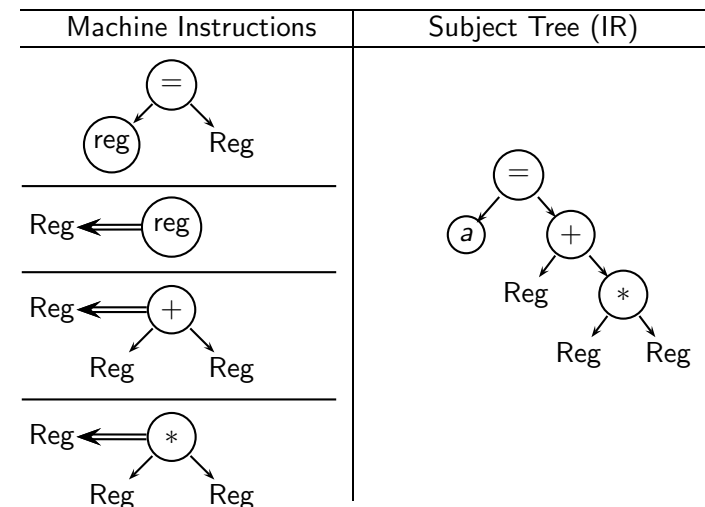 Machine Instructions
Subject Tree (IR)
=
reg
Reg
Reg
reg
Reg
+
Reg
Reg
Reg
*
Reg
Reg
=
a
+
Reg
*
Reg
Reg